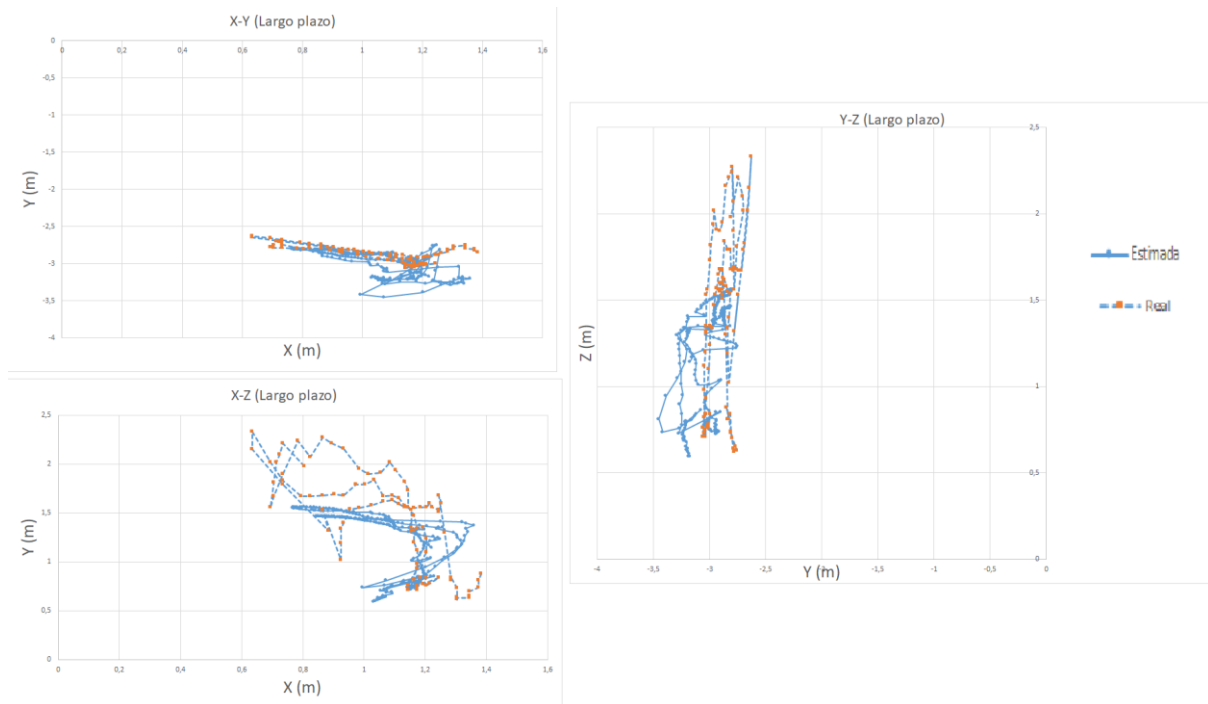 X-Y (Largo plazo)
0
0 0,2 0,4 0,6 0,8 1 1,2 1,4 1,6
-0,5
-1
-1,5
-2
-2,5
-3
-3,5
-4
Y (m)
X (m)
X-Z (Largo plazo)
2,5
2
1,5
1
0,5
0
0 0,2 0,4 0,6 0,8 1 1,2 1,4 1,6
Y (m)
X (m)
Y-Z (Largo plazo)
2,5
2
1,5
1
0,5
0
-4 -3,5 -3 -2,5 -2 -1,5 -1 -0,5 0
Z (m)
Y (m)
Estimada
Real